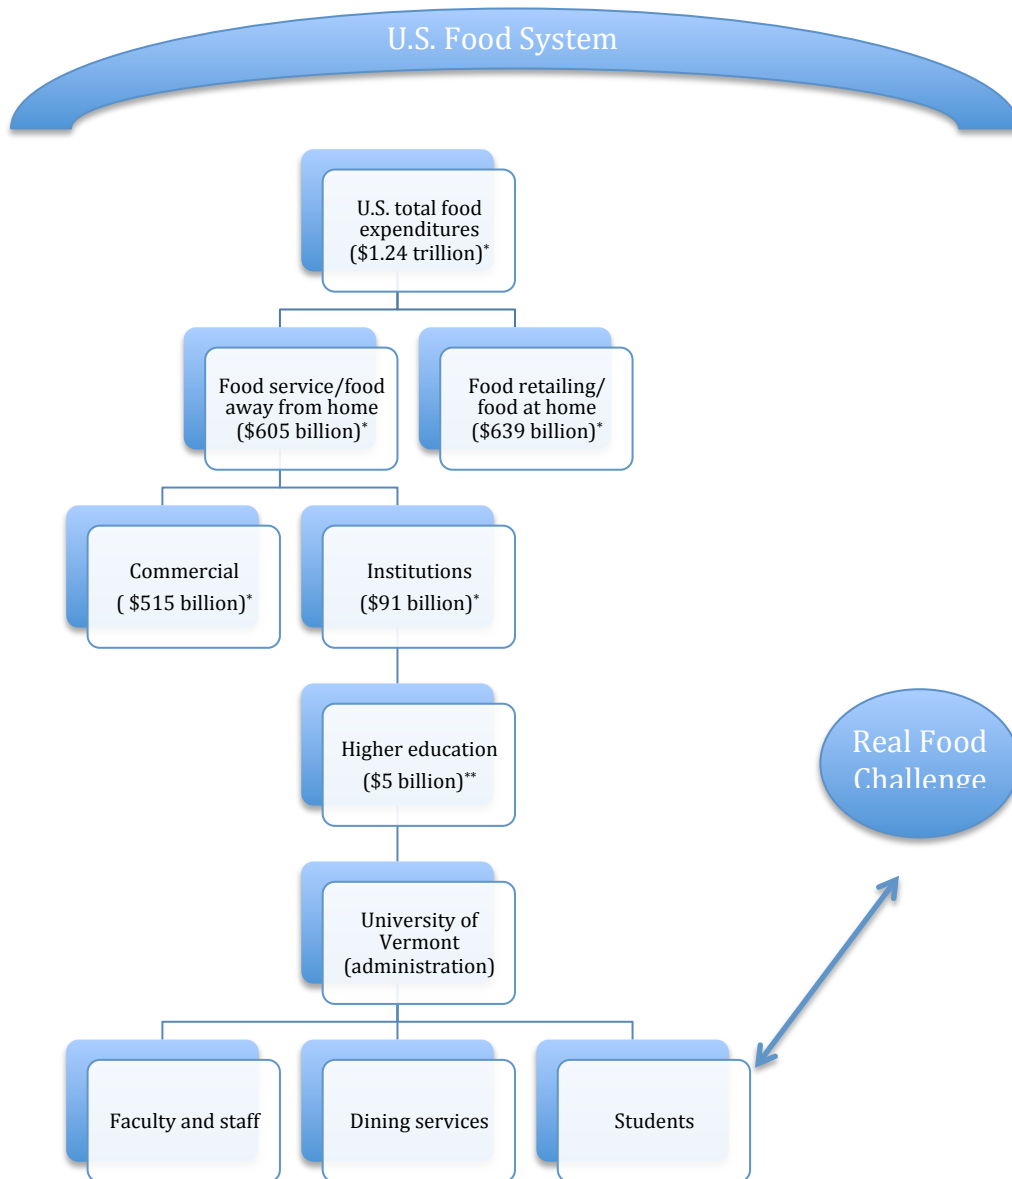 U.S. Food System
U.S. total food
expenditures
($1.24 trillion)*
Food service/food
away from home
($605 billion)*
Food retailing/
food at home
($639 billion)*
Commercial
( $515 billion)*
Institutions
($91 billion)*
Higher education
($5 billion)**
Real Food
Challenge
University of
Vermont
(administration)
Faculty and staff
Dining services
Students